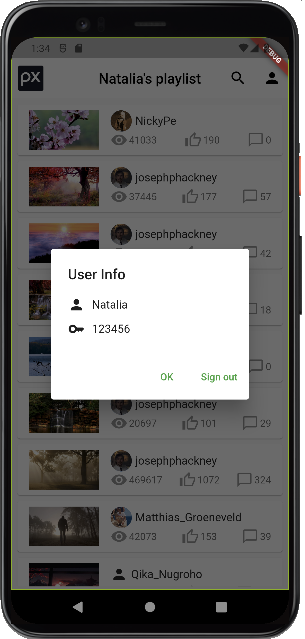 1:34
DEBUG
px Natalia's playlist
NickyPe
41033 190 0
josephphackney
37445 177 57
josephphackney
42
User Info
Natalia
18
123456
0
OK Sign out
josephphackney
20697 101 29
josephphackney
469617 1072 324
Matthias_Groeneveld
42073 153 39
Qika_Nugroho